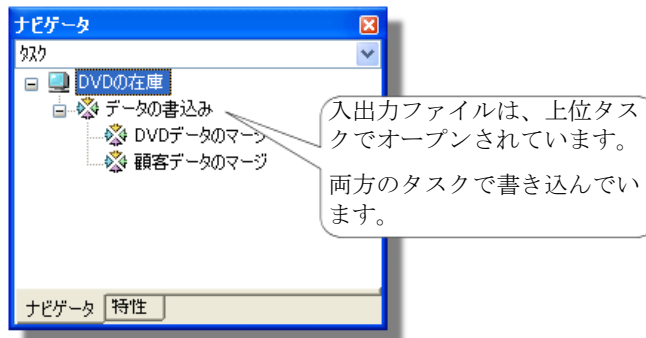 ナビゲータ
タスク
DVDの在庫
データの書込み
DVDデータのマージ
顧客データのマージ
入出力ファイルは、上位タス
クでオープンされています。
両方のタスクで書き込んでい
ます。
ナビゲータ 特性